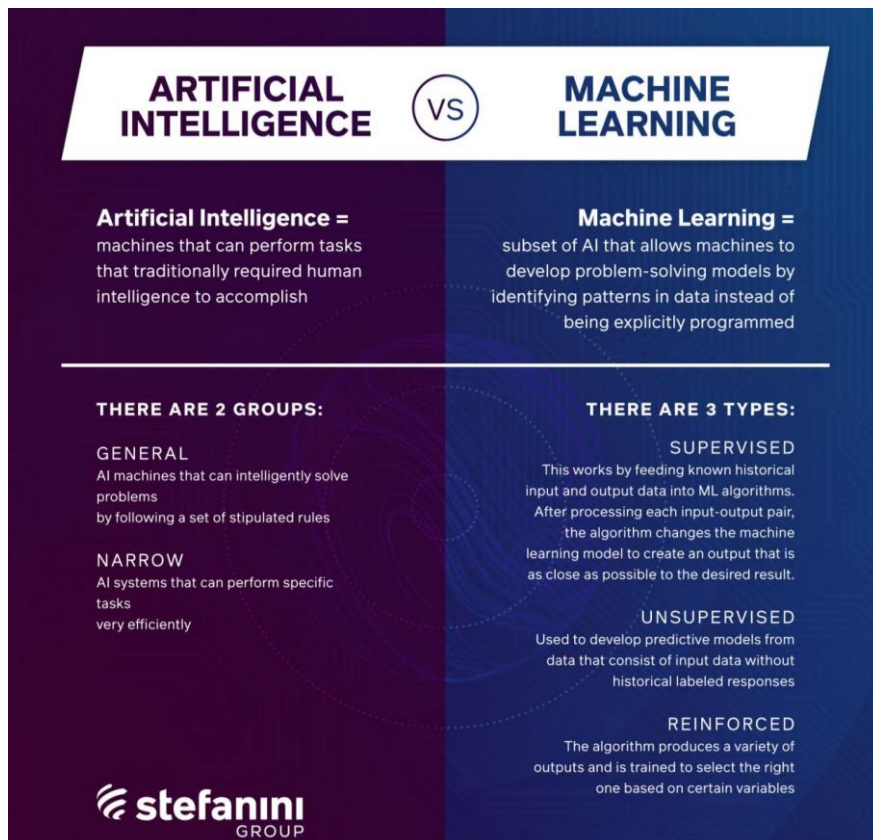 ARTIFICIAL
INTELLIGENCE
VS
MACHINE
LEARNING
Artificial Intelligence =
machines that can perform tasks
that traditionally required human
intelligence to accomplish
Machine Learning =
subset of AI that allows machines to
develop problem-solving models by
identifying patterns in data instead of
being explicitly programmed
THERE ARE 2 GROUPS:
GENERAL
AI machines that can intelligently solve
problems
by following a set of stipulated rules
NARROW
AI systems that can perform specific
tasks
very efficiently
THERE ARE 3 TYPES:
SUPERVISED
This works by feeding known historical
input and output data into ML algorithms.
After processing each input-output pair,
the algorithm changes the machine
learning model to create an output that is
as close as possible to the desired result.
UNSUPERVISED
Used to develop predictive models from
data that consist of input data without
historical labeled responses
REINFORCED
The algorithm produces a variety of
outputs and is trained to select the right
one based on certain variables
stefanini
GROUP